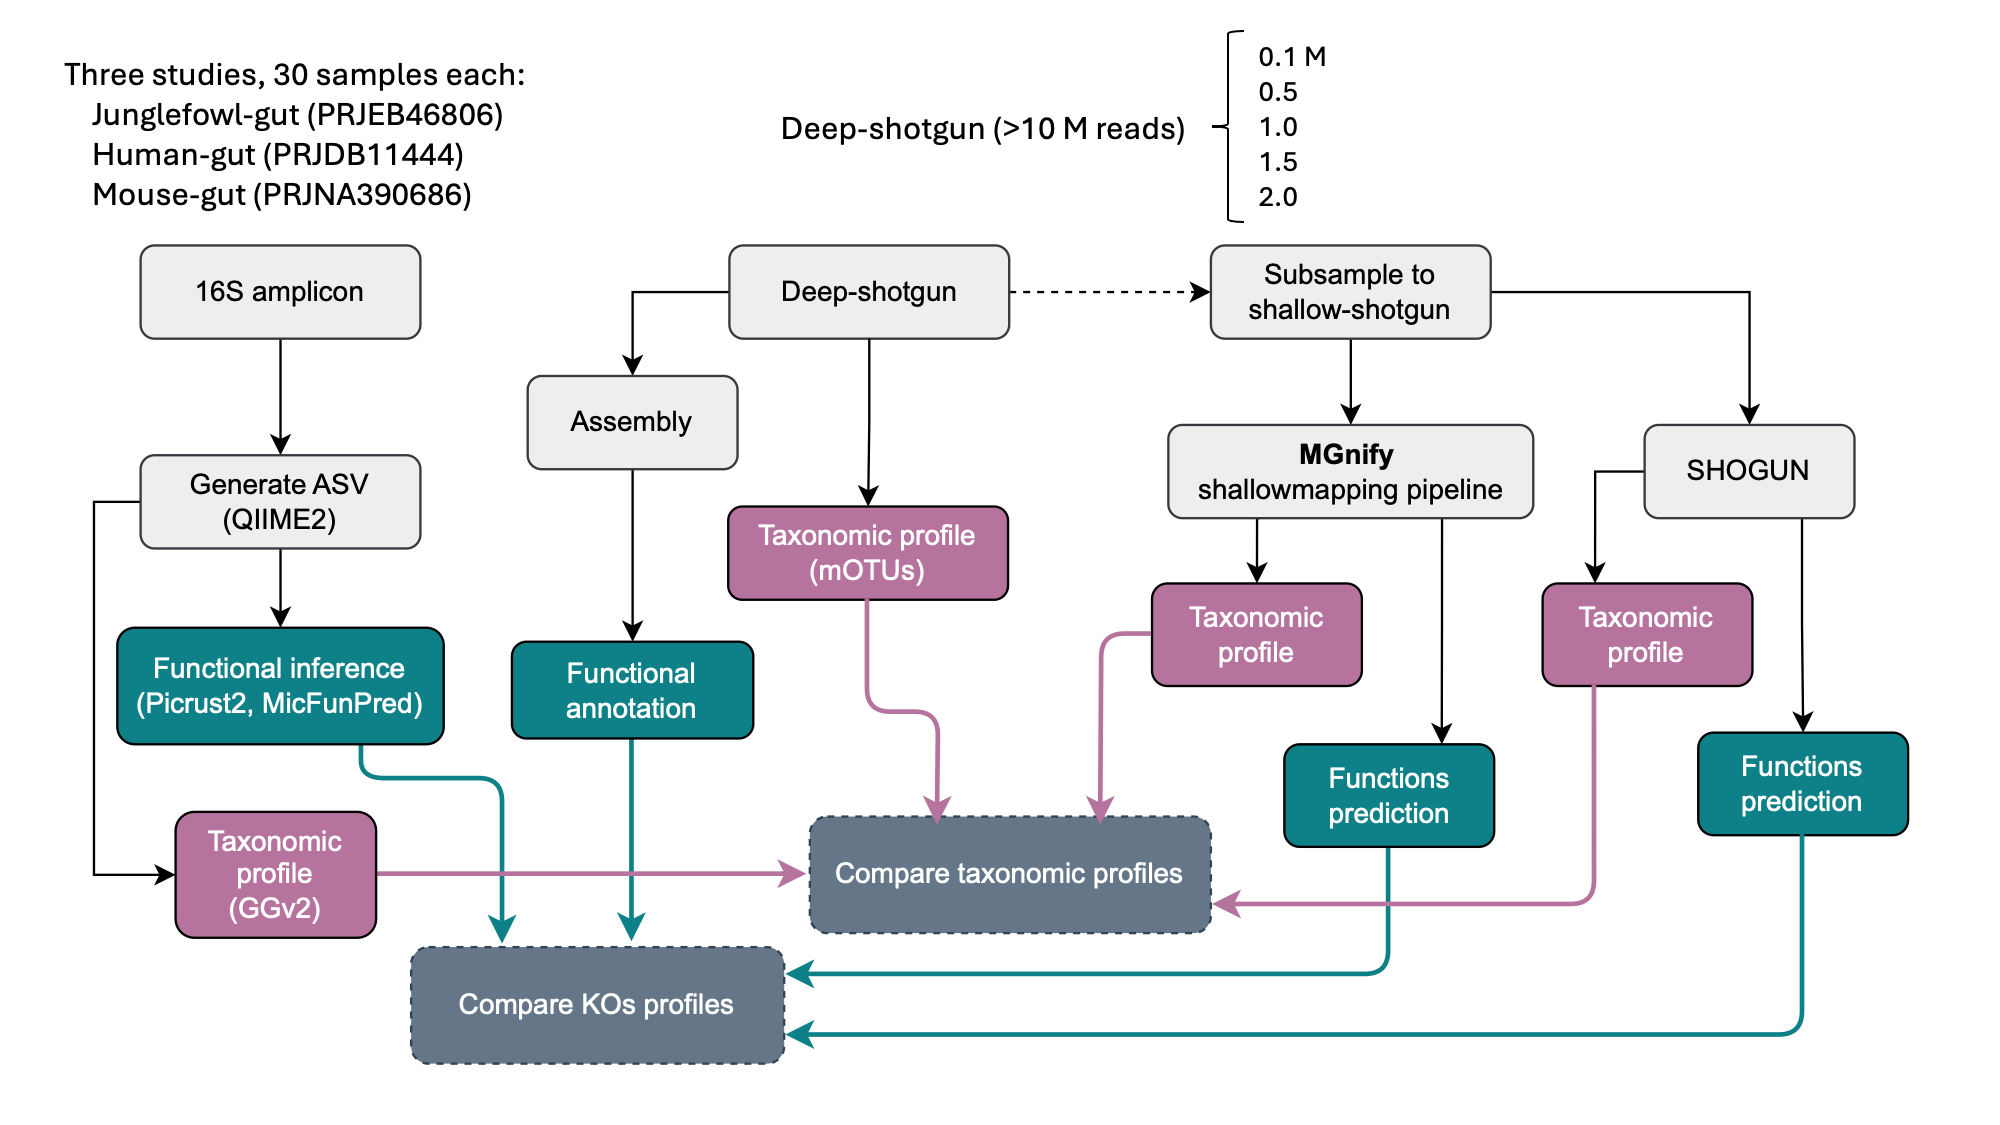 Three studies, 30 samples each:
Junglefowl-gut (PRJEB46806)
Human-gut (PRJDB11444)
Mouse-gut (PRJNA390686)
Deep-shotgun (>10 M reads)
0.1 M
0.5
1.0
1.5
2.0
16S amplicon
Deep-shotgun
Subsample to
shallow-shotgun
Assembly
Generate ASV
(QIIME2)
MGnify
shallowmapping pipeline
SHOGUN
Taxonomic profile
(mOTUs)
Functional inference
(Picrust2, MicFunPred)
Functional
annotation
Taxonomic
profile
Taxonomic
profile
Functions
prediction
Functions
prediction
Taxonomic
profile
(GGv2)
Compare taxonomic profiles
Compare KOs profiles